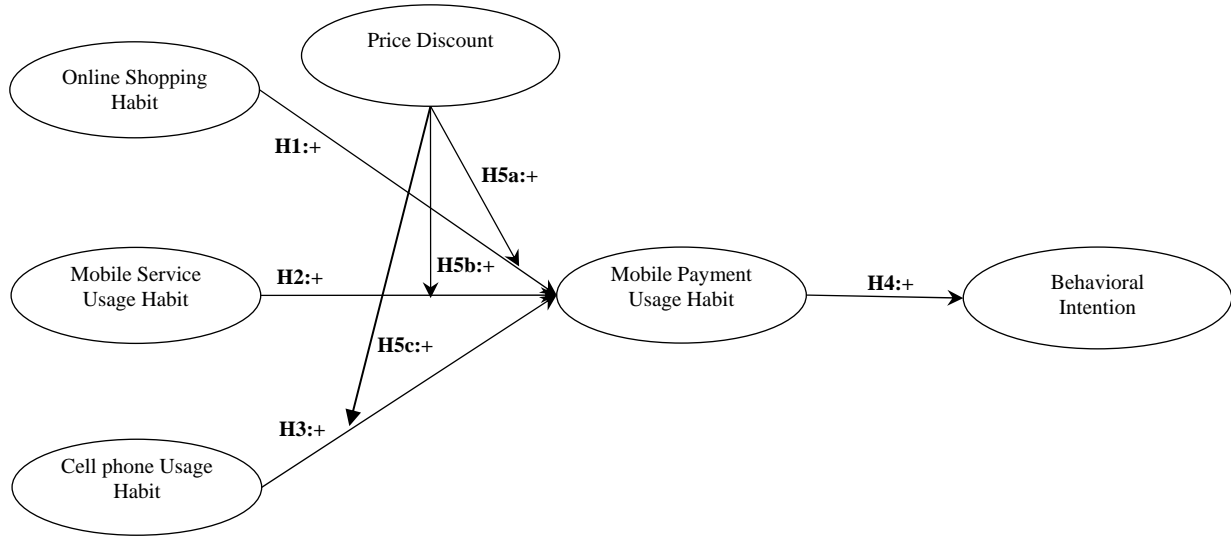 Price Discount
Online Shopping
Habit
H1:+
H5a:+
Mobile Service
Usage Habit
H2:+
H5b:+
Mobile Payment
Usage Habit
H4:+
Behavioral
Intention
H5c:+
H3:+
Cell phone Usage
Habit